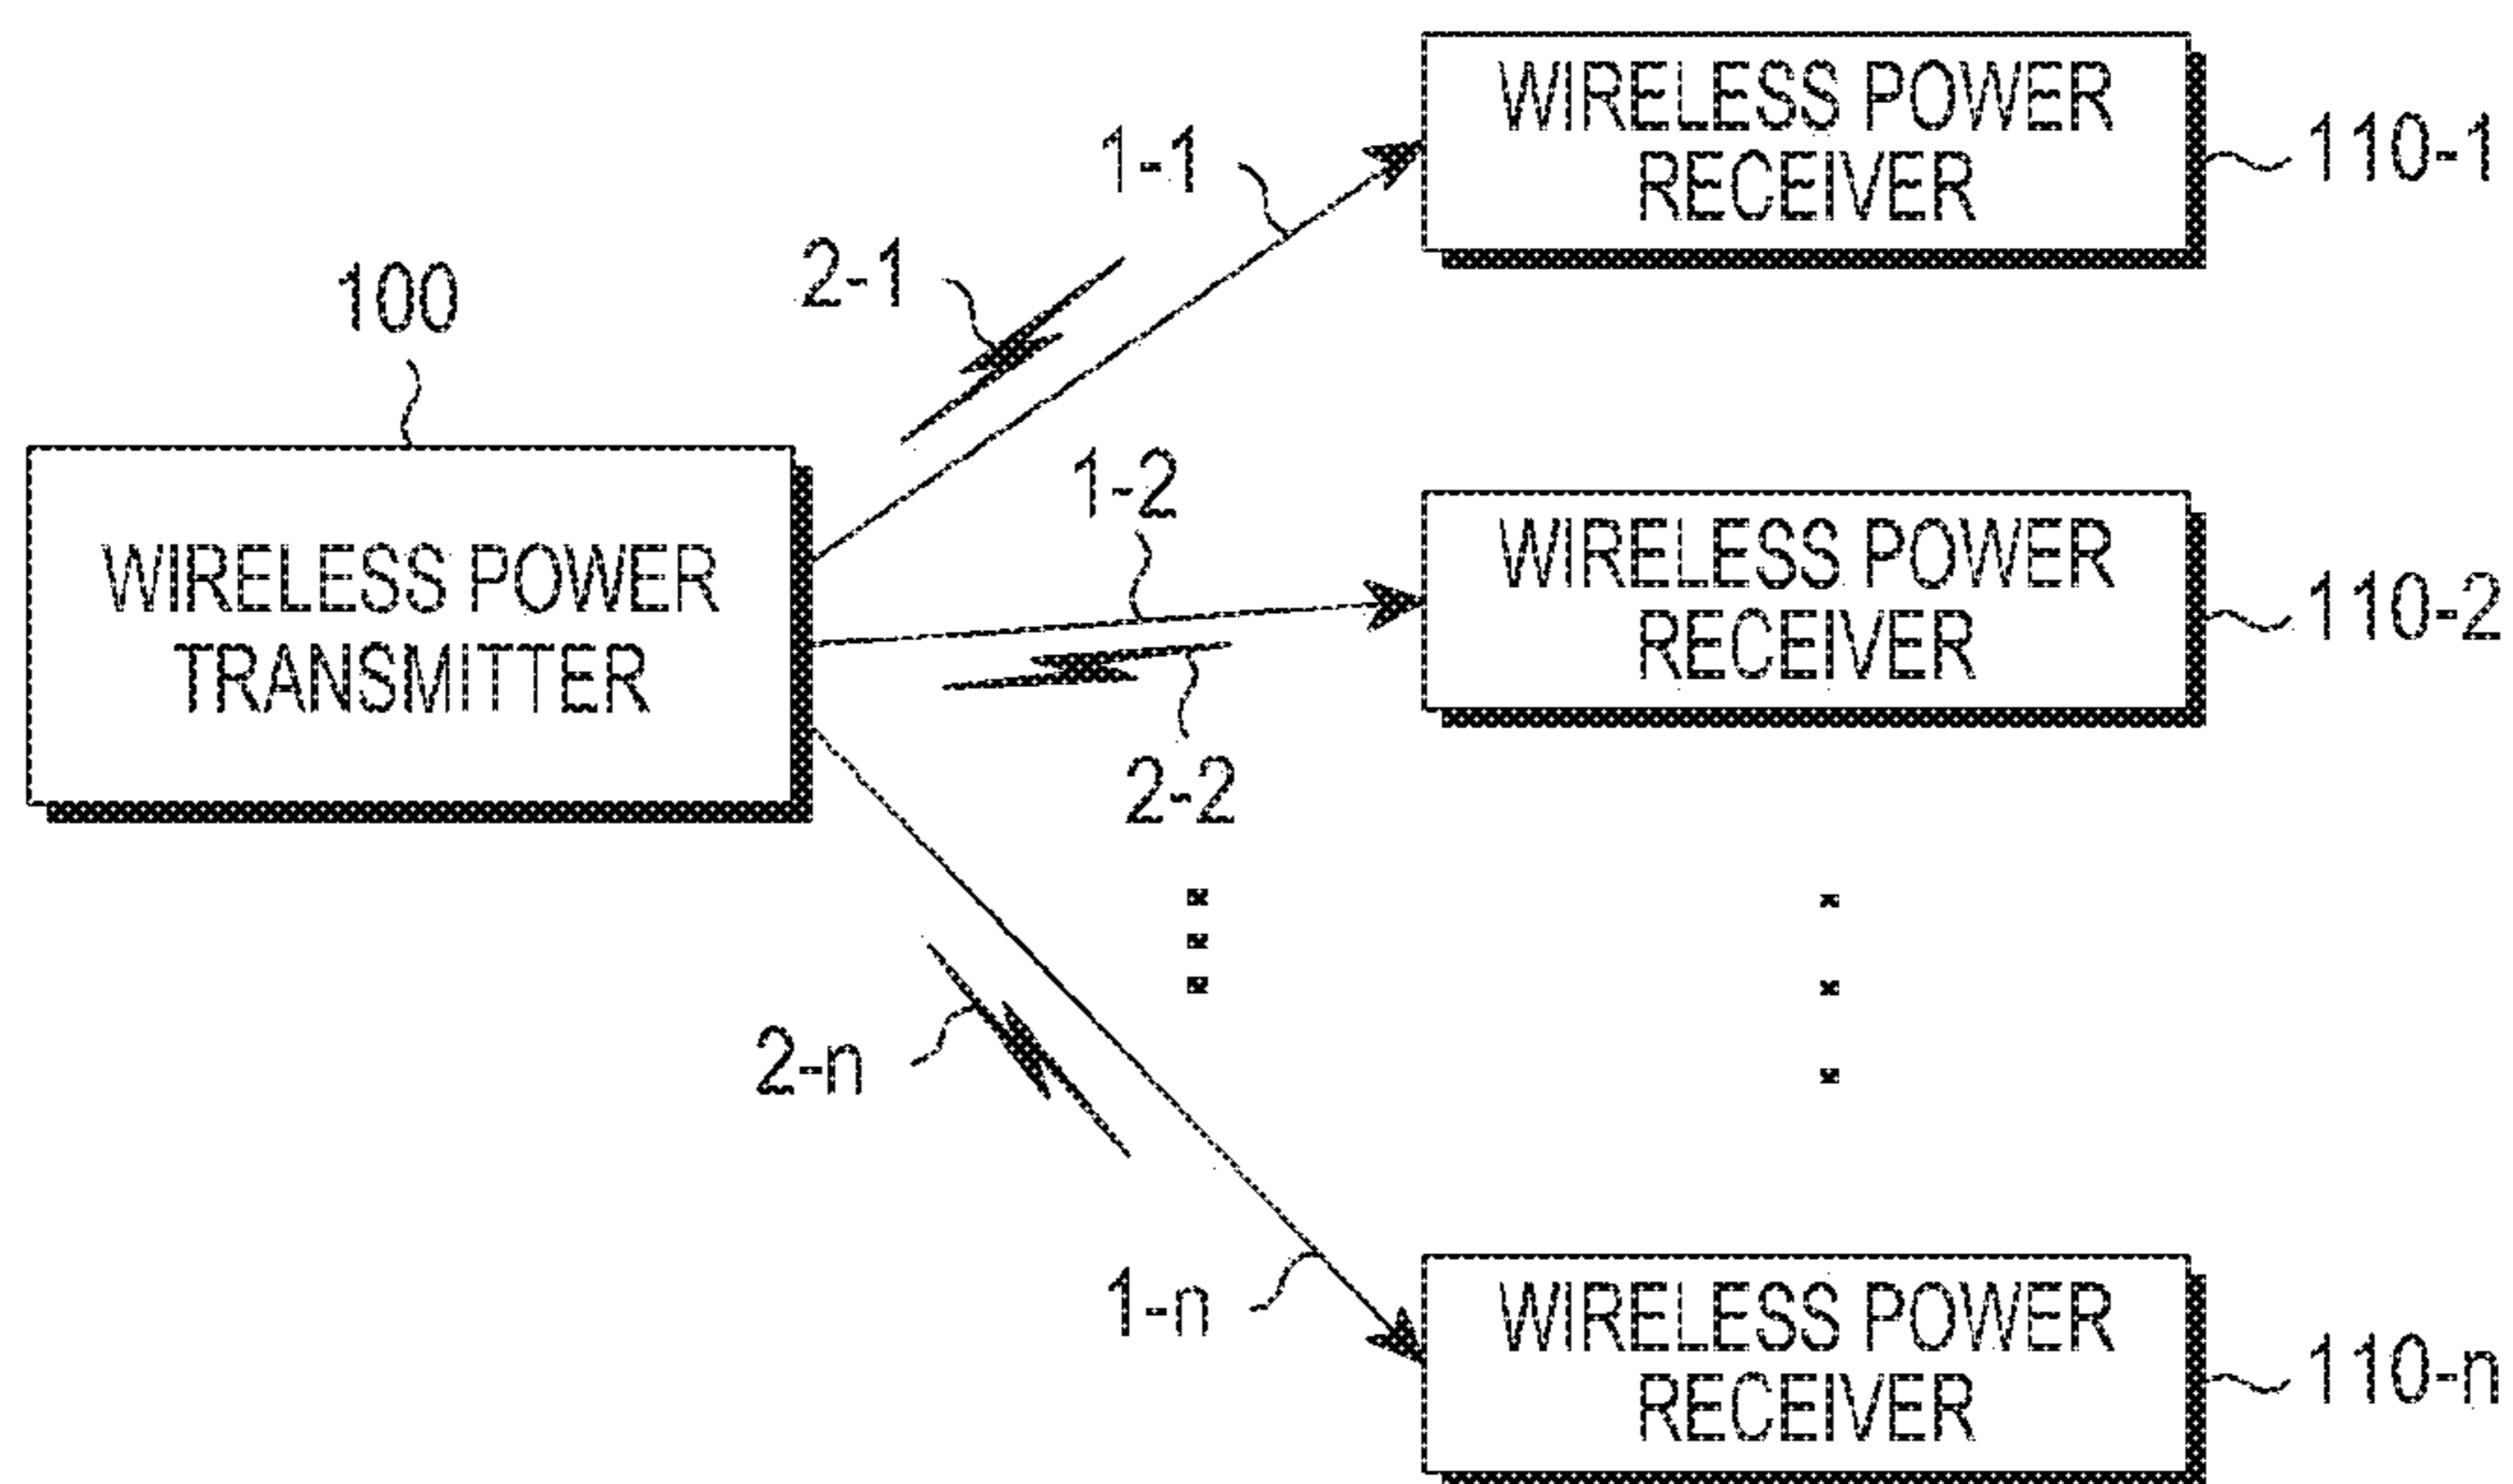 WIRELESS POWER
RECEIVER
110-1
1-1
2-1
100
1-2
WIRELESS POWER
TRANSMITTER
WIRELESS POWER
RECEIVER
110-2
2-2
2-n
1-n
WIRELESS POWER
RECEIVER
110-n